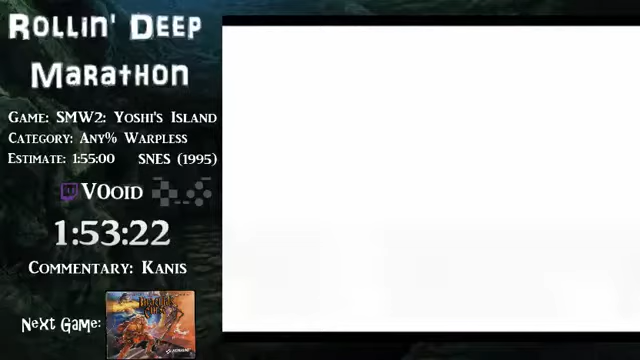 Rollin' Deep
Marathon
Game: SMW2: Yoshi's Island
Category: Any% Warpless
Estimate: 1:55:00 SNES (1995)
V0oid
1:53:22
Commentary: Kanis
Next Game: